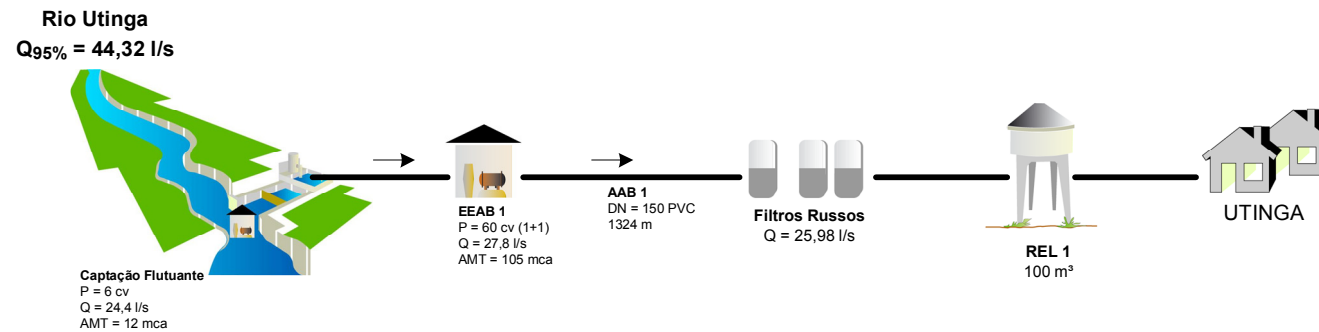 Rio Utinga
Q95% = 44,32 l/s
Captação Flutuante
P = 6 cv
Q = 24,4 l/s
AMT = 12 mca
EEAB 1
P = 60 cv (1+1)
Q = 27,8 l/s
AMT = 105 mca
AAB 1
DN = 150 PVC
1324 m
Filtros Russos
Q = 25,98 l/s
REL 1
100 m³
UTINGA